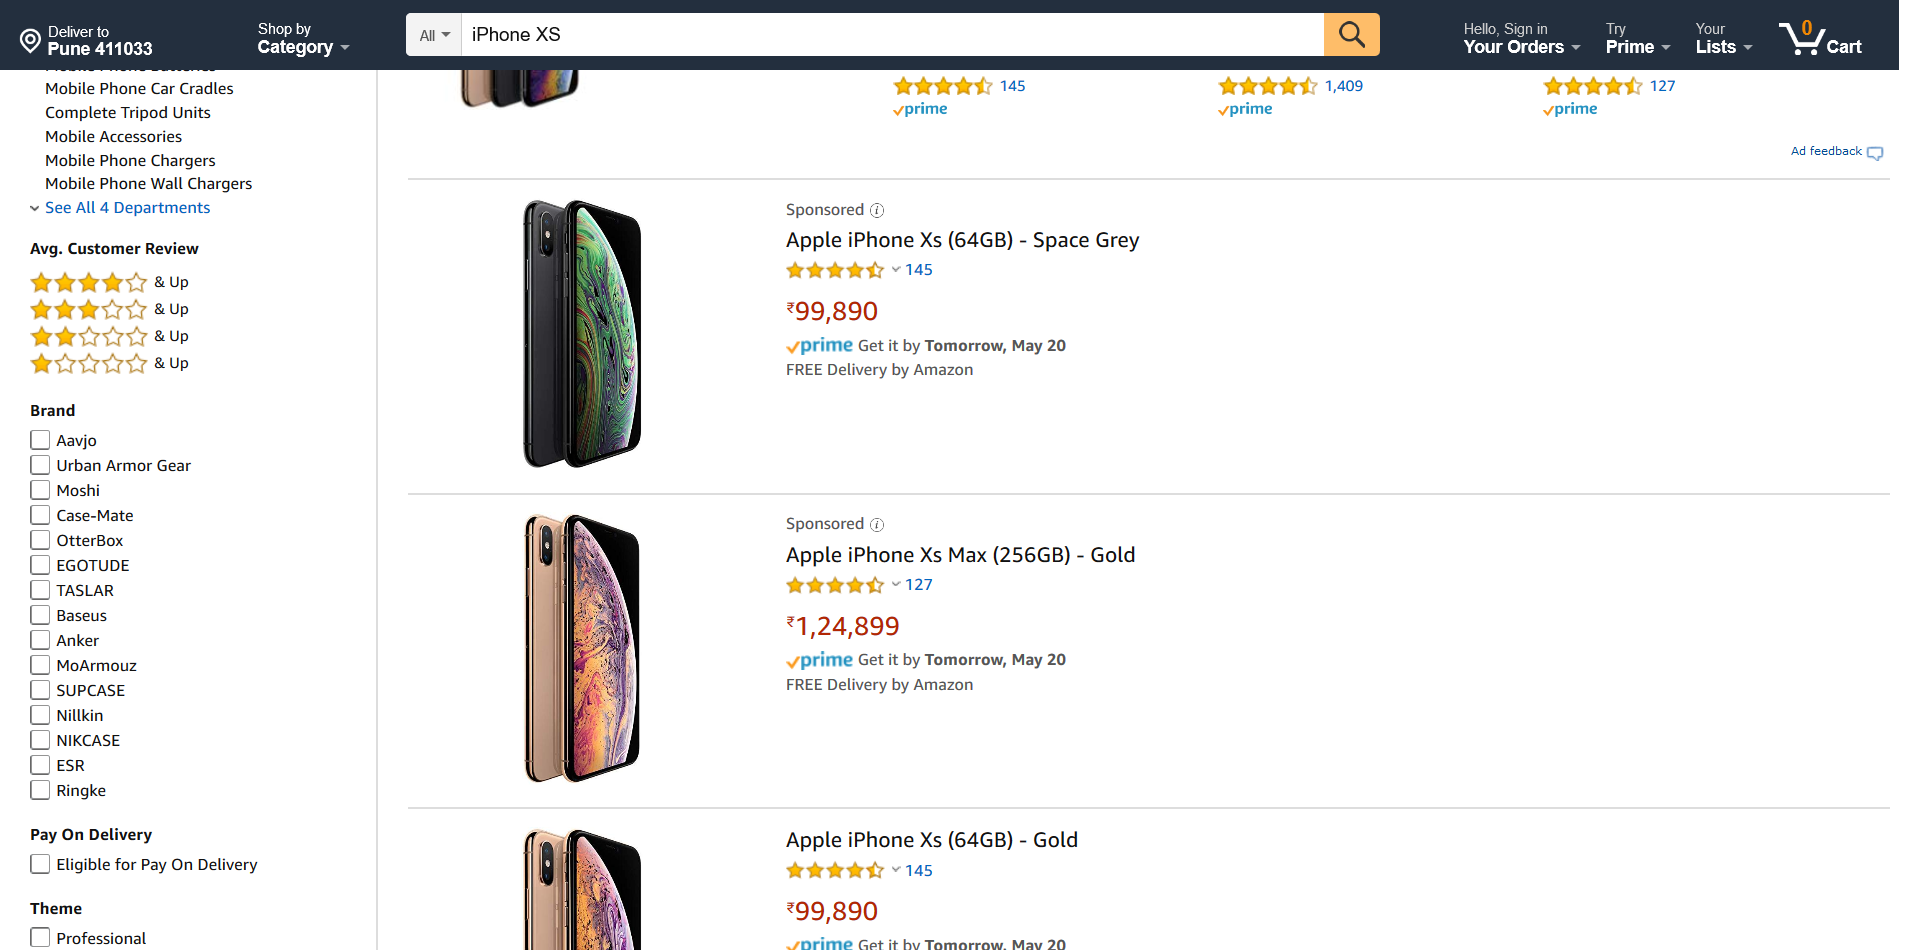 Deliver to
Pune 411033
Shop by
Category
All
iPhone XS
Hello, Sign in
Your Orders
Try
Prime
Your
Lists
0
Cart
Mobile Phone Batteries
Mobile Phone Car Cradles
Complete Tripod Units
Mobile Accessories
Mobile Phone Chargers
Mobile Phone Wall Chargers
See All 4 Departments
Avg. Customer Review
& Up
& Up
& Up
& Up
Brand
Aavjo
Urban Armor Gear
Moshi
Case-Mate
OtterBox
EGOTUDE
TASLAR
Baseus
Anker
MoArmouz
SUPCASE
Nillkin
NIKCASE
ESR
Ringke
Pay On Delivery
Eligible for Pay On Delivery
Theme
Professional
145
prime
1,409
prime
127
prime
Ad feedback
Sponsored
Apple iPhone Xs (64GB) - Space Grey
145
₹99,890
prime Get it by Tomorrow, May 20
FREE Delivery by Amazon
Sponsored
Apple iPhone Xs Max (256GB) - Gold
127
₹1,24,899
prime Get it by Tomorrow, May 20
FREE Delivery by Amazon
Apple iPhone Xs (64GB) - Gold
145
₹99,890
prime Get it by Tomorrow, May 20